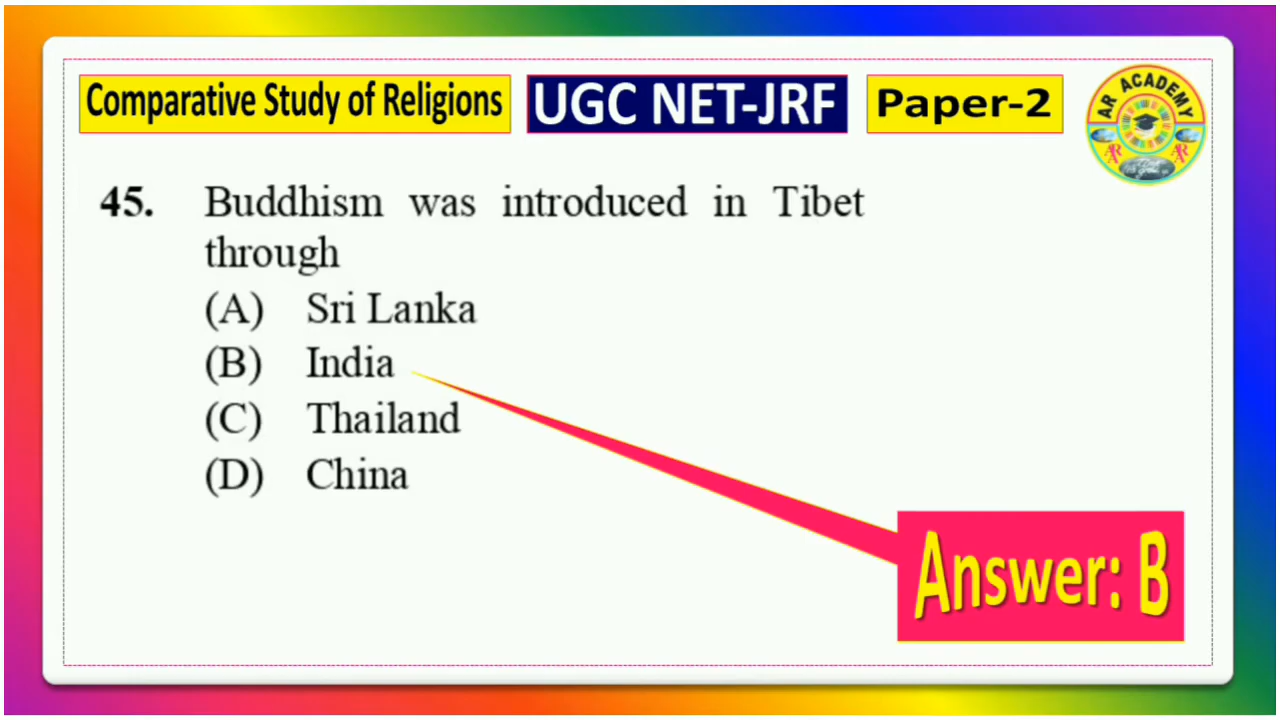 Comparative Study of Religions UGC NET-JRF Paper-2
AR ACADEMY
45. Buddhism was introduced in Tibet
through
(A) Sri Lanka
(B) India
(C) Thailand
(D) China
Answer: B